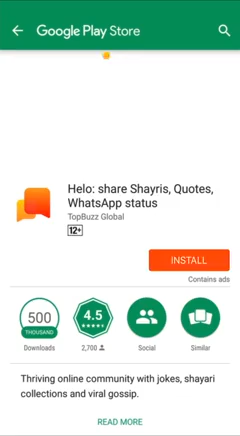 Google Play Store
Helo: share Shayris, Quotes,
WhatsApp status
TopBuzz Global
12+
INSTALL
Contains ads
500
THOUSAND
Downloads
4.5
2,700
Social
Similar
Thriving online community with jokes, shayari
collections and viral gossip.
READ MORE